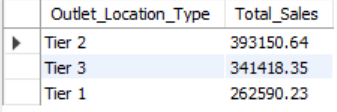 Outlet_Location_Type Total_Sales
Tier 2 393150.64
Tier 3 341418.35
Tier 1 262590.23